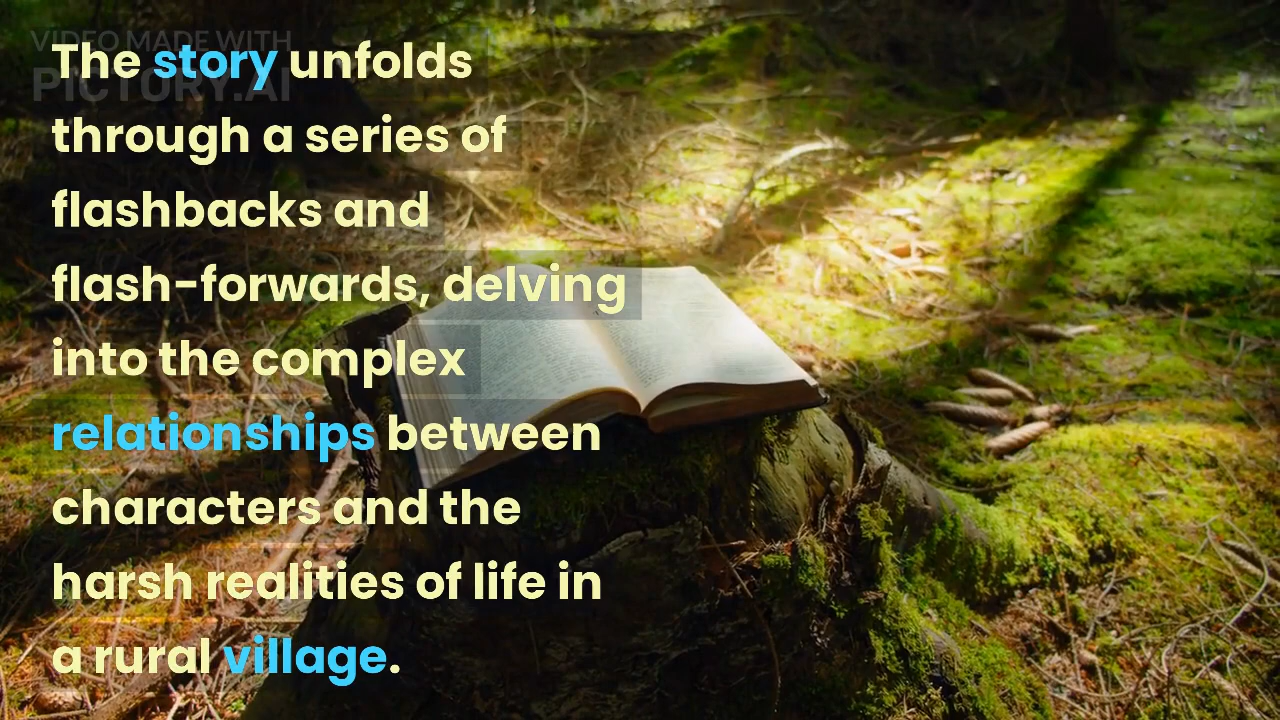 VIDEO MADE WITH
PICTORY.AI
The story unfolds
through a series of
flashbacks and
flash-forwards, delving
into the complex
relationships between
characters and the
harsh realities of life in
a rural village.